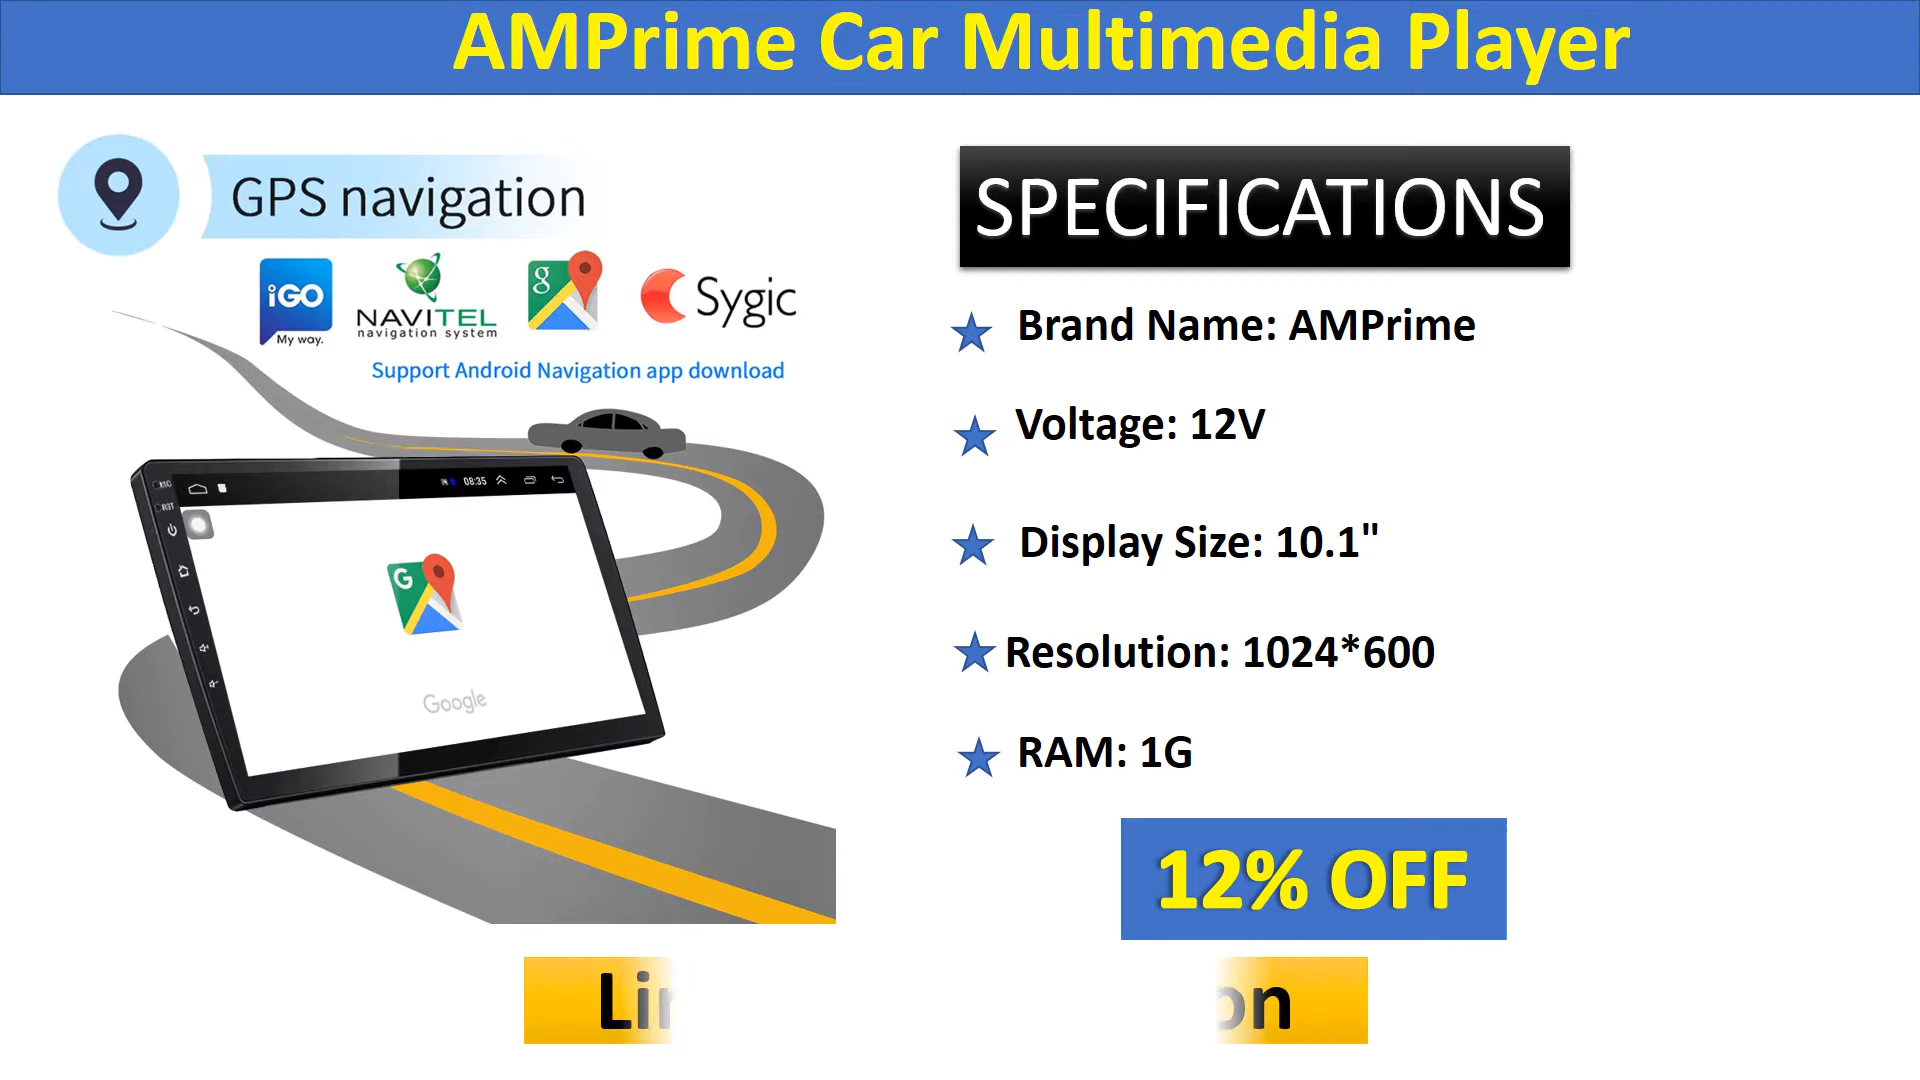 AMPrime Car Multimedia Player
GPS navigation
iGO
My way.
NAVITEL
navigation system
g
Sygic
Support Android Navigation app download
MIC
RST
08:35
G
Google
SPECIFICATIONS
Brand Name: AMPrime
Voltage: 12V
Display Size: 10.1"
Resolution: 1024*600
RAM: 1G
12% OFF